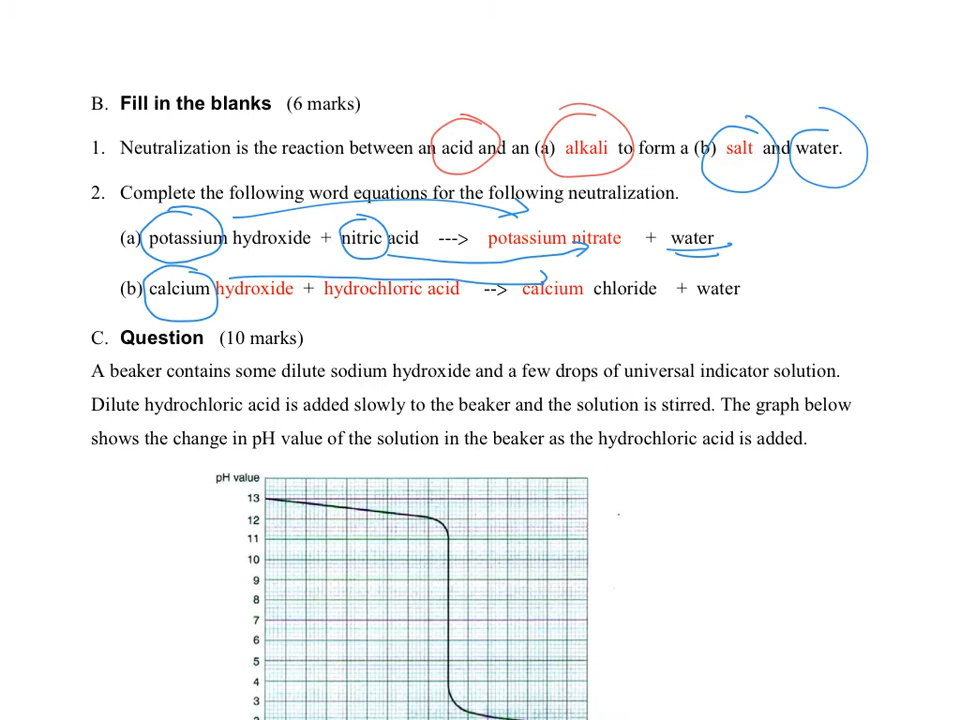 B. Fill in the blanks (6 marks)
1. Neutralization is the reaction between an acid and an (a) alkali to form a (b) salt and water.
2. Complete the following word equations for the following neutralization.
(a) potassium hydroxide + nitric acid ---> potassium nitrate + water
(b) calcium hydroxide + hydrochloric acid --> calcium chloride + water
C. Question (10 marks)
A beaker contains some dilute sodium hydroxide and a few drops of universal indicator solution.
Dilute hydrochloric acid is added slowly to the beaker and the solution is stirred. The graph below
shows the change in pH value of the solution in the beaker as the hydrochloric acid is added.
pH value
13
12
11
10
9
8
7
6
5
4
3